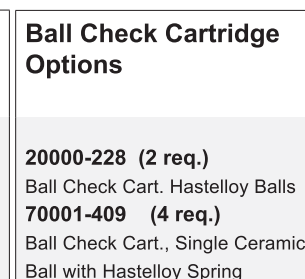 Ball Check Cartridge
Options
20000-228 (2 req.)
Ball Check Cart. Hastelloy Balls
70001-409 (4 req.)
Ball Check Cart., Single Ceramic
Ball with Hastelloy Spring